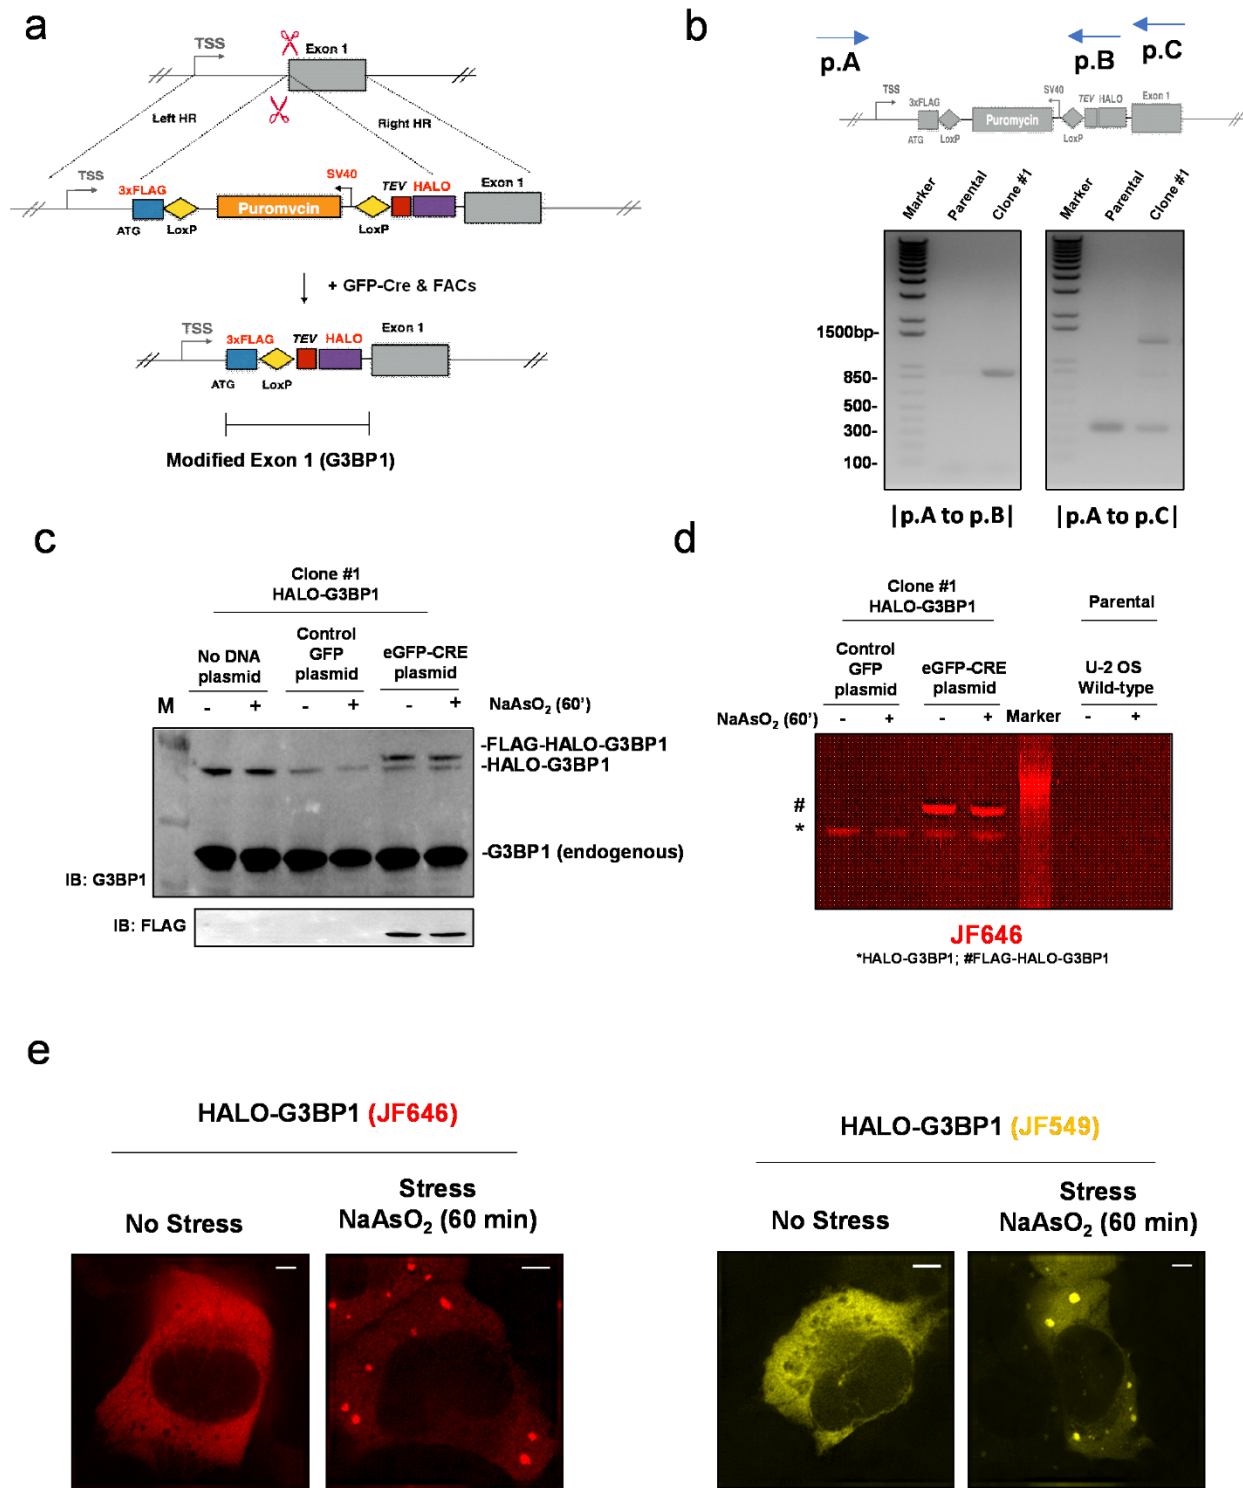 a
TSS
Exon 1
Left HR
Right HR
TSS
3xFLAG
SV40
TEV
HALO
Exon 1
Puromycin
ATG
LoxP
LoxP
+ GFP-Cre & FACs
TSS
3xFLAG
TEV
HALO
Exon 1
ATG
LoxP
Modified Exon 1 (G3BP1)
b
p.A
p.B
p.C
TSS
3xFLAG
SV40
TEV
HALO
Exon 1
Puromycin
ATG
LoxP
LoxP
Marker
Parental
Clone #1
Marker
Parental
Clone #1
1500bp-
850-
500-
300-
100-
|p.A to p.B|
|p.A to p.C|
c
Clone #1
HALO-G3BP1
No DNA
plasmid
Control
GFP
plasmid
eGFP-CRE
plasmid
M
- + - + - +
NaAsO₂ (60')
-FLAG-HALO-G3BP1
-HALO-G3BP1
-G3BP1 (endogenous)
IB: G3BP1
IB: FLAG
d
Clone #1
HALO-G3BP1
Parental
Control
GFP
plasmid
eGFP-CRE
plasmid
U-2 OS
Wild-type
NaAsO₂ (60')
- + - + Marker - +
#
*
JF646
*HALO-G3BP1; #FLAG-HALO-G3BP1
e
HALO-G3BP1 (JF646)
No Stress
Stress
NaAsO₂ (60 min)
HALO-G3BP1 (JF549)
No Stress
Stress
NaAsO₂ (60 min)